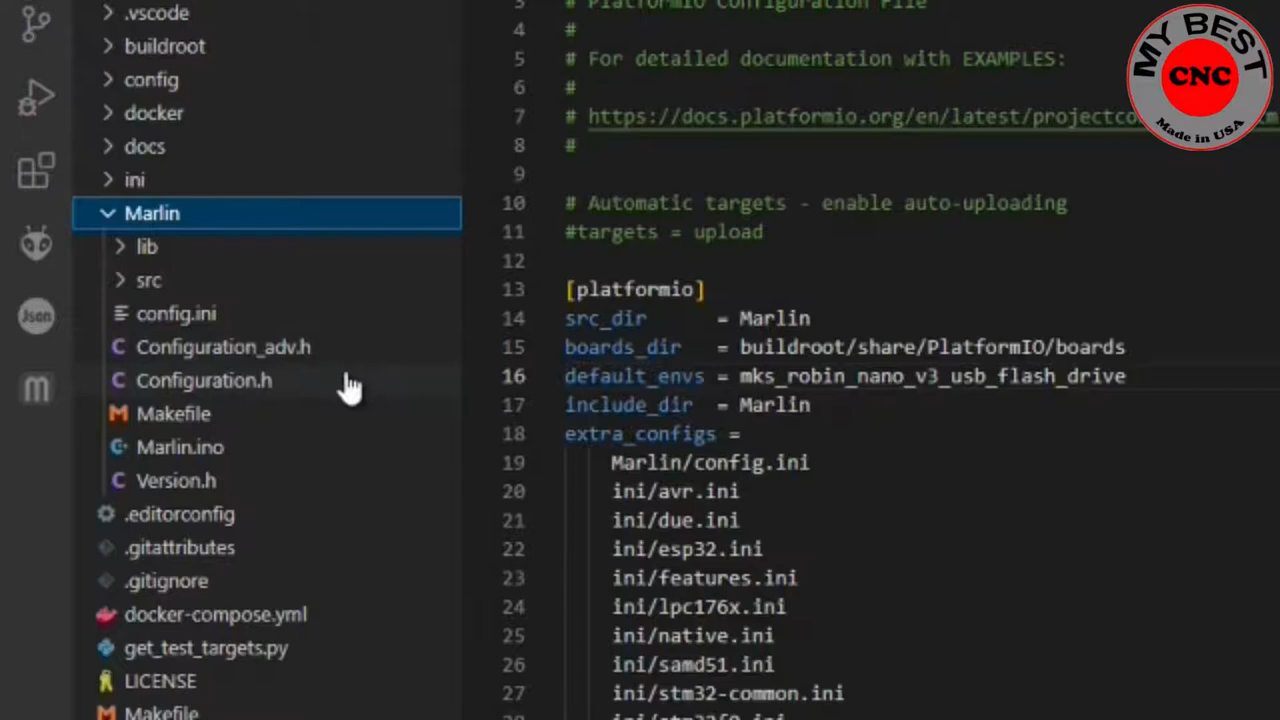 .vscode
buildroot
config
docker
docs
ini
Marlin
lib
src
config.ini
Configuration_adv.h
Configuration.h
Makefile
Marlin.ino
Version.h
.editorconfig
.gitattributes
.gitignore
docker-compose.yml
get_test_targets.py
LICENSE
Makefile
Json
3 # PlatformIO Configuration File
4 #
5 # For detailed documentation with EXAMPLES:
6 #
7 # https://docs.platformio.org/en/latest/projectco
8 #
9
10 # Automatic targets - enable auto-uploading
11 #targets = upload
12
13 [platformio]
14 src_dir = Marlin
15 boards_dir = buildroot/share/PlatformIO/boards
16 default_envs = mks_robin_nano_v3_usb_flash_drive
17 include_dir = Marlin
18 extra_configs =
19 Marlin/config.ini
20 ini/avr.ini
21 ini/due.ini
22 ini/esp32.ini
23 ini/features.ini
24 ini/lpc176x.ini
25 ini/native.ini
26 ini/samd51.ini
27 ini/stm32-common.ini
MY BEST
CNC
Made in USA